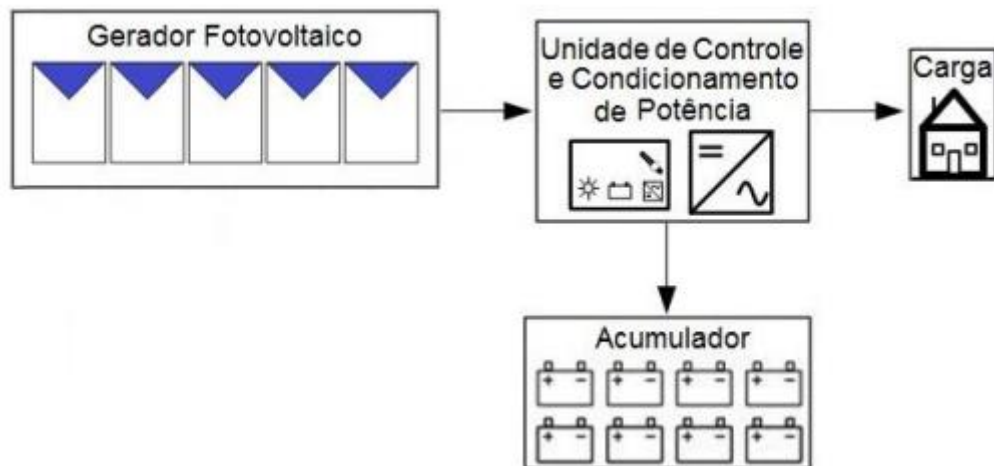 Gerador Fotovoltaico
Unidade de Controle
e Condicionamento
de Potência
Carga
Acumulador
+ − + − + − + −
+ − + − + − + −